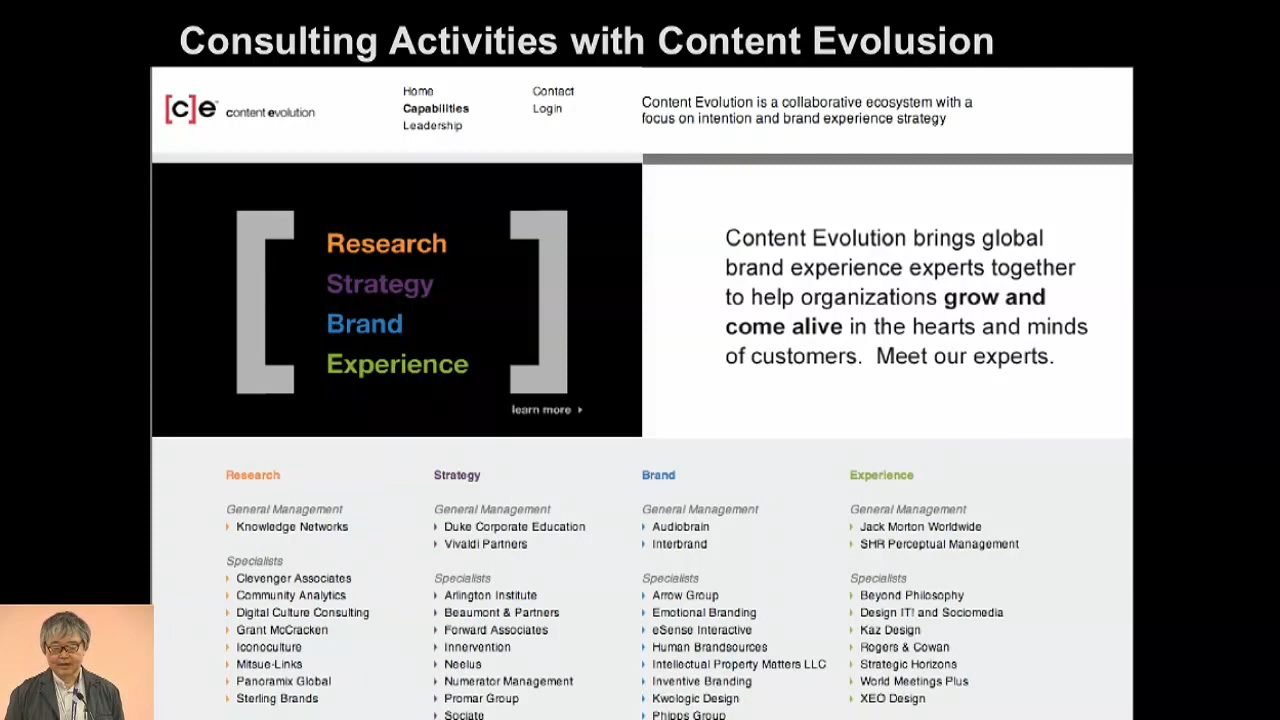 Consulting Activities with Content Evolusion
[c]e™ content evolution
Home
Capabilities
Leadership
Contact
Login
Content Evolution is a collaborative ecosystem with a
focus on intention and brand experience strategy
Research
Strategy
Brand
Experience
learn more
Content Evolution brings global
brand experience experts together
to help organizations grow and
come alive in the hearts and minds
of customers. Meet our experts.
Research
General Management
Knowledge Networks
Specialists
Clevenger Associates
Community Analytics
Digital Culture Consulting
Grant McCracken
Iconoculture
Mitsue-Links
Panoramix Global
Sterling Brands
Strategy
General Management
Duke Corporate Education
Vivaldi Partners
Specialists
Arlington Institute
Beaumont & Partners
Forward Associates
Innervention
Neelus
Numerator Management
Promar Group
Sociate
Brand
General Management
Audiobrain
Interbrand
Specialists
Arrow Group
Emotional Branding
eSense Interactive
Human Brandsources
Intellectual Property Matters LLC
Inventive Branding
Kwologic Design
Phipps Group
Experience
General Management
Jack Morton Worldwide
SHR Perceptual Management
Specialists
Beyond Philosophy
Design IT! and Sociomedia
Kaz Design
Rogers & Cowan
Strategic Horizons
World Meetings Plus
XEO Design